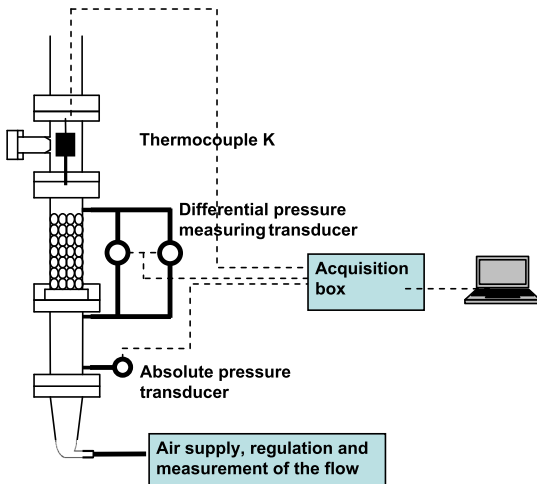 Thermocouple K
Differential pressure
measuring transducer
Acquisition
box
Absolute pressure
transducer
Air supply, regulation and
measurement of the flow